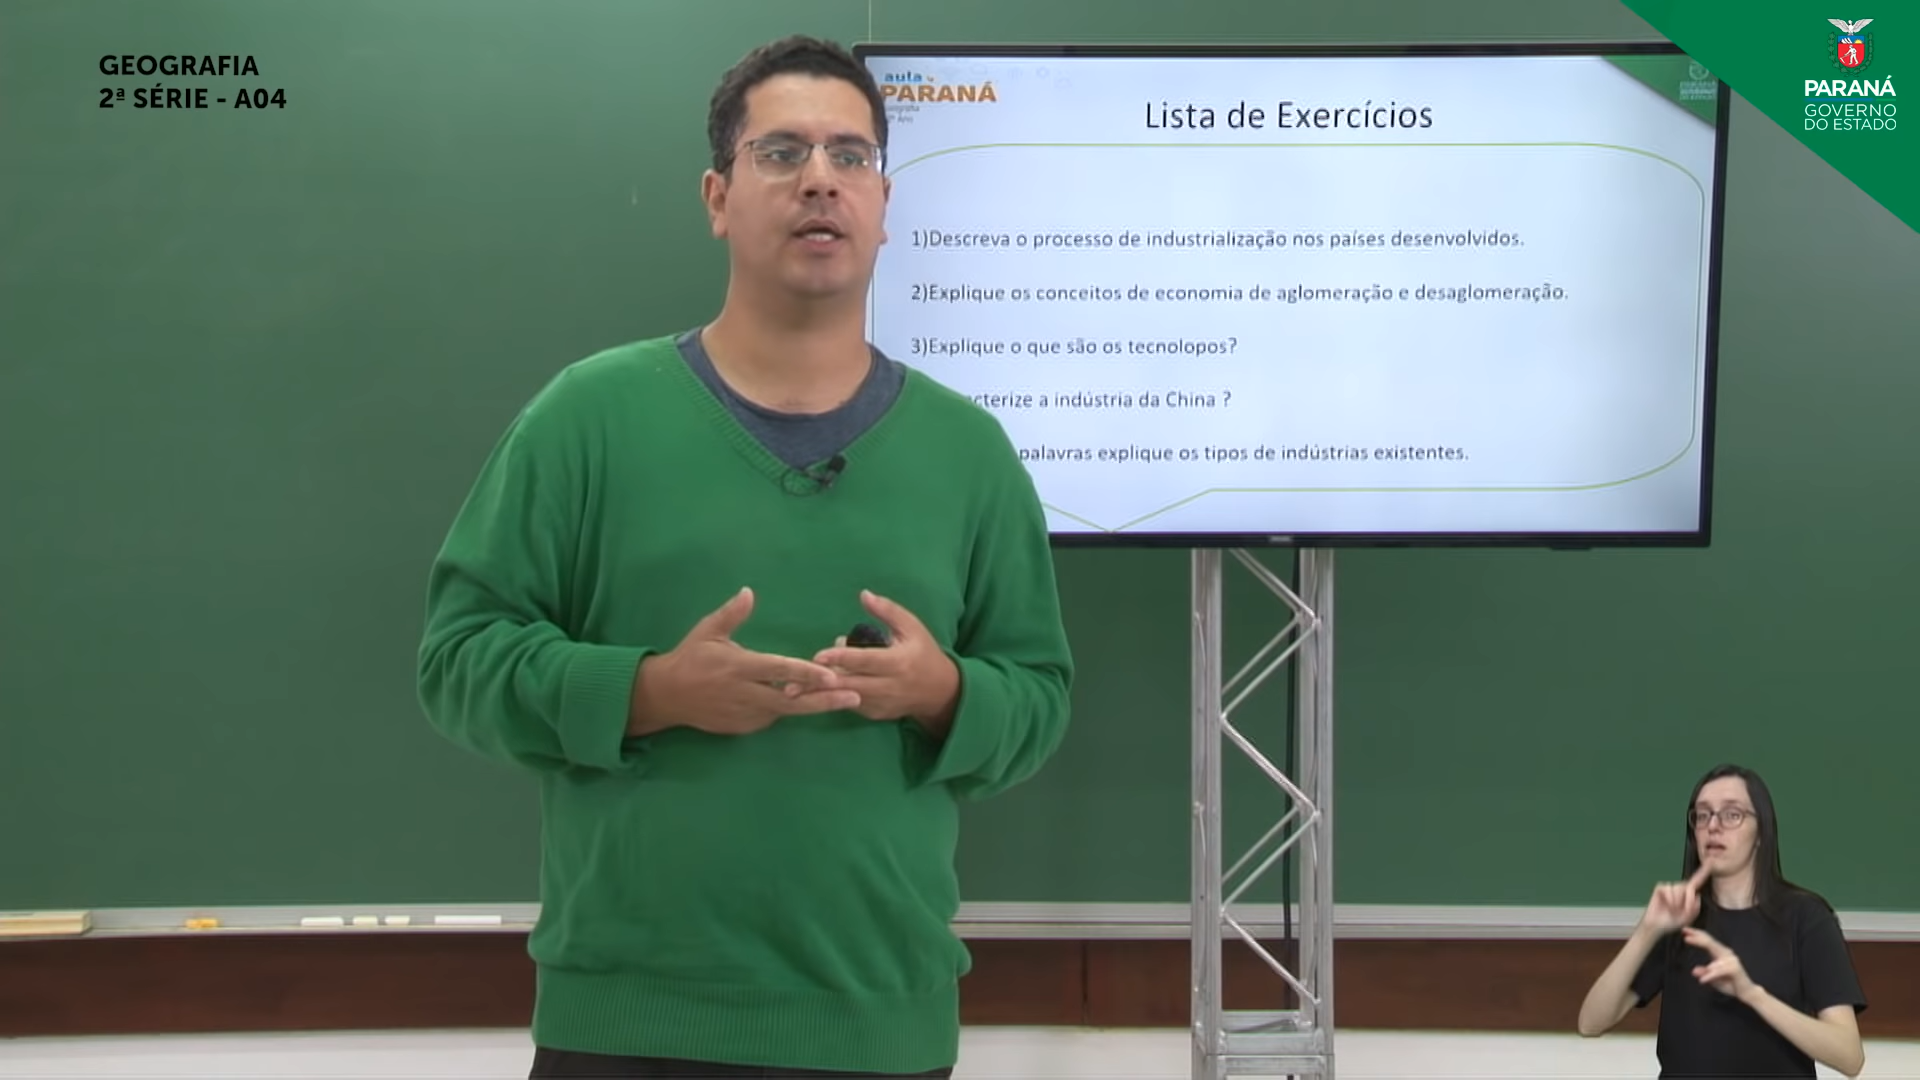 GEOGRAFIA
2ª SÉRIE - A04
aula
PARANÁ
Lista de Exercícios
1)Descreva o processo de industrialização nos países desenvolvidos.
2)Explique os conceitos de economia de aglomeração e desaglomeração.
3)Explique o que são os tecnolopos?
cterize a indústria da China ?
palavras explique os tipos de indústrias existentes.
PARANÁ
GOVERNO
DO ESTADO